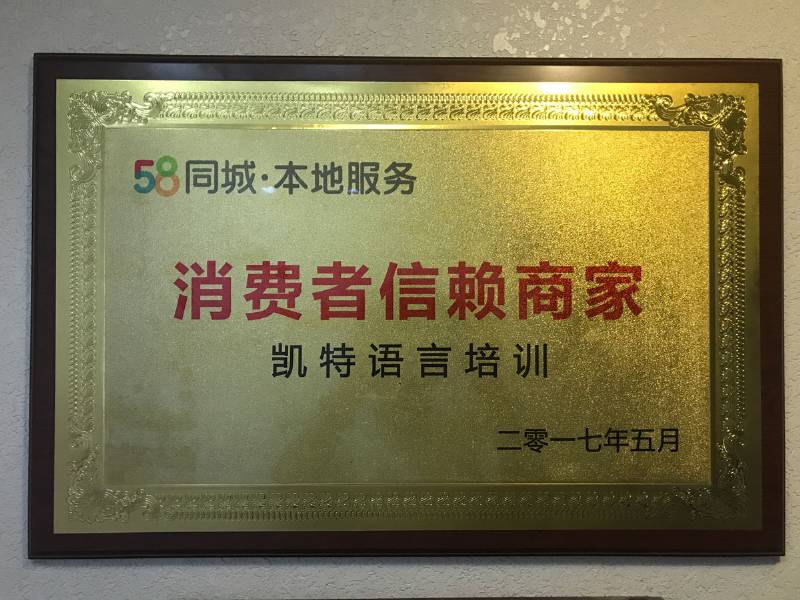 58同城·本地服务
消费者信赖商家
凯特语言培训
二零一七年五月